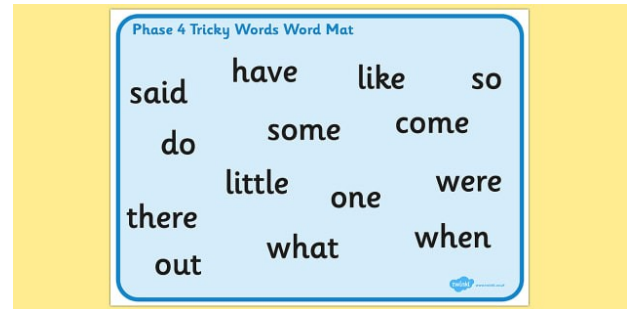 Phase 4 Tricky Words Word Mat
said have like so
do some come
little one were
there what when
out
twinkl